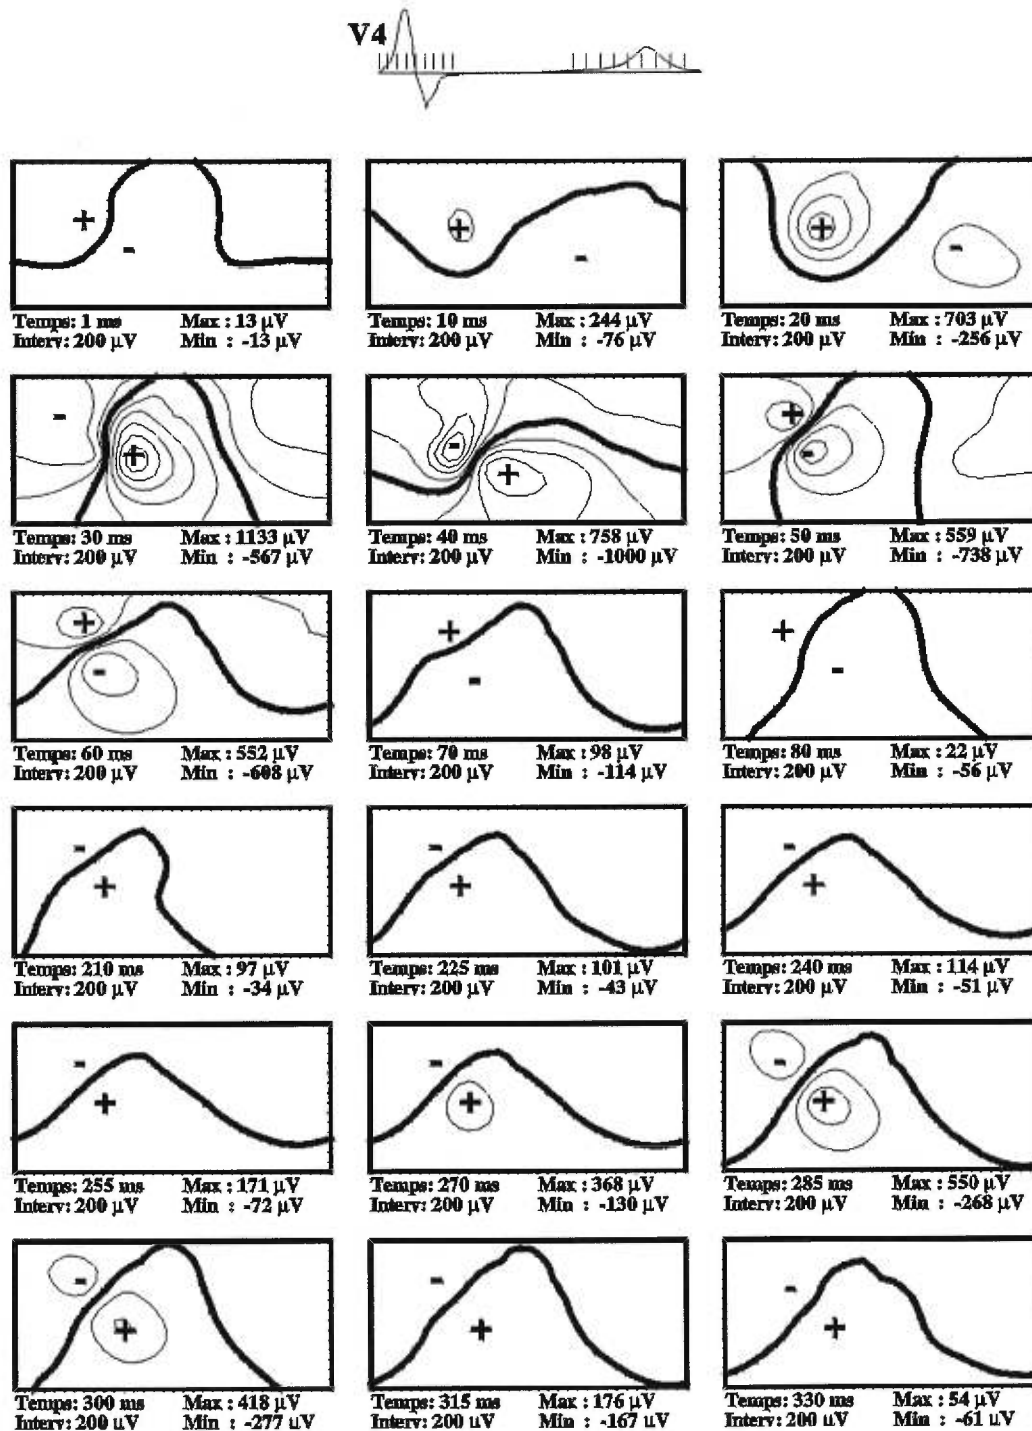 V4
+
-
+
-
+
-
Temps: 1 ms Max : 13 µV
Interv: 200 µV Min : -13 µV
Temps: 10 ms Max : 244 µV
Interv: 200 µV Min : -76 µV
Temps: 20 ms Max : 703 µV
Interv: 200 µV Min : -256 µV
-
+
-
+
+
-
Temps: 30 ms Max : 1133 µV
Interv: 200 µV Min : -567 µV
Temps: 40 ms Max : 758 µV
Interv: 200 µV Min : -1000 µV
Temps: 50 ms Max : 559 µV
Interv: 200 µV Min : -738 µV
+
-
+
-
+
-
Temps: 60 ms Max : 552 µV
Interv: 200 µV Min : -608 µV
Temps: 70 ms Max : 98 µV
Interv: 200 µV Min : -114 µV
Temps: 80 ms Max : 22 µV
Interv: 200 µV Min : -56 µV
-
+
-
+
-
+
Temps: 210 ms Max : 97 µV
Interv: 200 µV Min : -34 µV
Temps: 225 ms Max : 101 µV
Interv: 200 µV Min : -43 µV
Temps: 240 ms Max : 114 µV
Interv: 200 µV Min : -51 µV
-
+
-
+
-
+
Temps: 255 ms Max : 171 µV
Interv: 200 µV Min : -72 µV
Temps: 270 ms Max : 368 µV
Interv: 200 µV Min : -130 µV
Temps: 285 ms Max : 550 µV
Interv: 200 µV Min : -268 µV
-
+
-
+
-
+
Temps: 300 ms Max : 418 µV
Interv: 200 µV Min : -277 µV
Temps: 315 ms Max : 176 µV
Interv: 200 µV Min : -167 µV
Temps: 330 ms Max : 54 µV
Interv: 200 µV Min : -61 µV